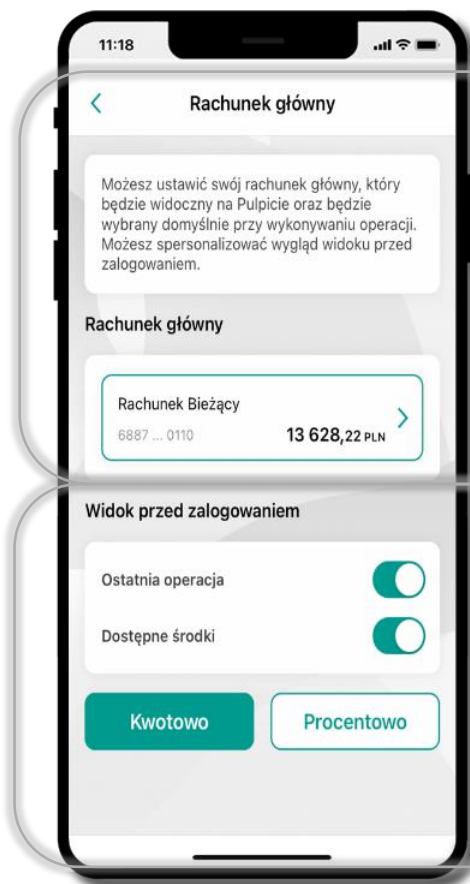 11:18
Rachunek główny
Możesz ustawić swój rachunek główny, który
będzie widoczny na Pulpicie oraz będzie
wybrany domyślnie przy wykonywaniu operacji.
Możesz spersonalizować wygląd widoku przed
zalogowaniem.
Rachunek główny
Rachunek Bieżący
6887 ... 0110 13 628,22 PLN
Widok przed zalogowaniem
Ostatnia operacja
Dostępne środki
Kwotowo Procentowo